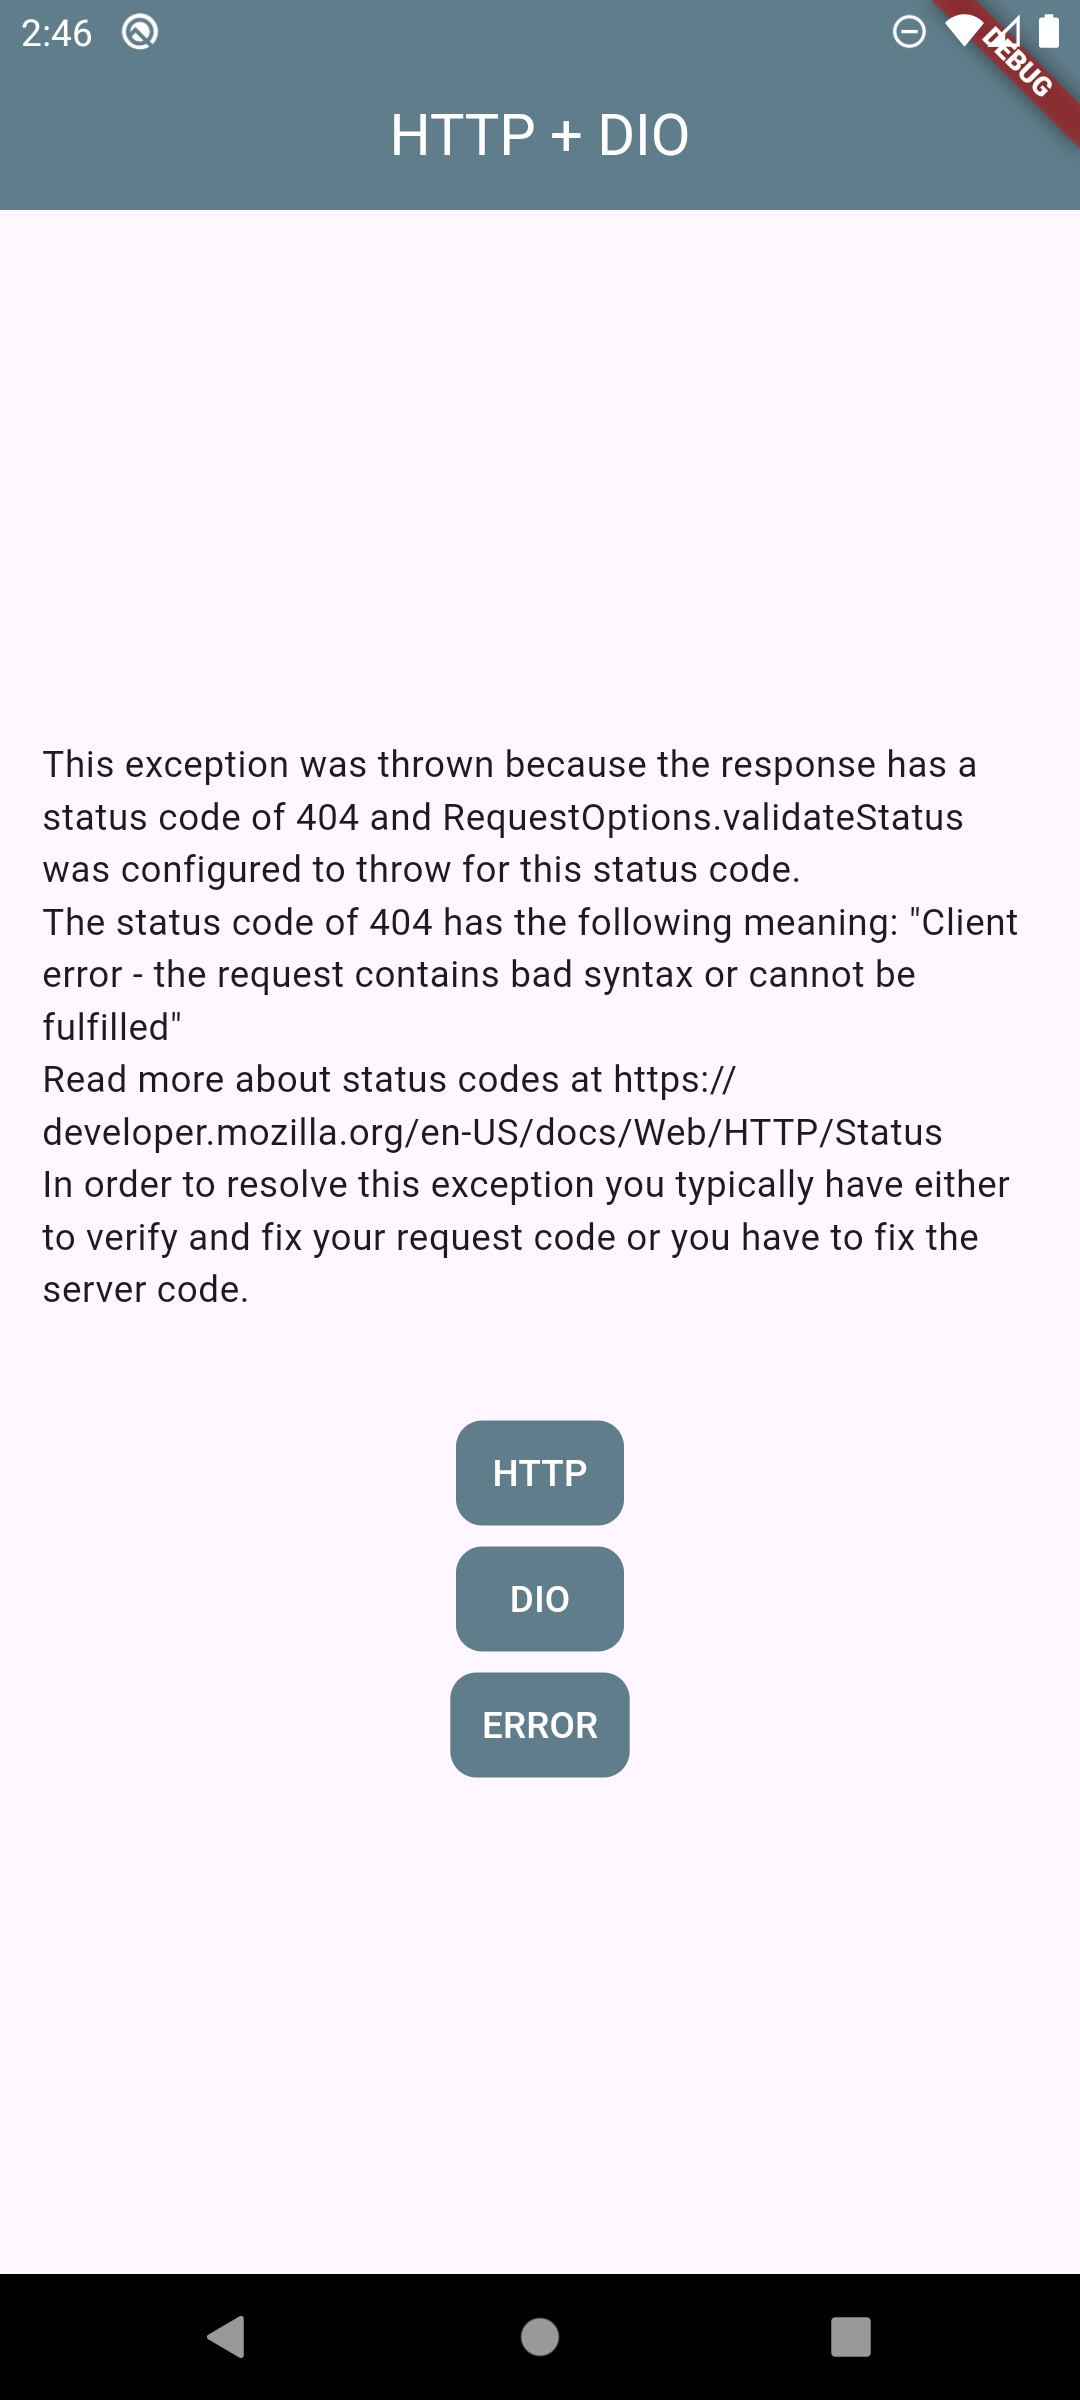 2:46
DEBUG
HTTP + DIO
This exception was thrown because the response has a
status code of 404 and RequestOptions.validateStatus
was configured to throw for this status code.
The status code of 404 has the following meaning: "Client
error - the request contains bad syntax or cannot be
fulfilled"
Read more about status codes at https://
developer.mozilla.org/en-US/docs/Web/HTTP/Status
In order to resolve this exception you typically have either
to verify and fix your request code or you have to fix the
server code.
HTTP
DIO
ERROR